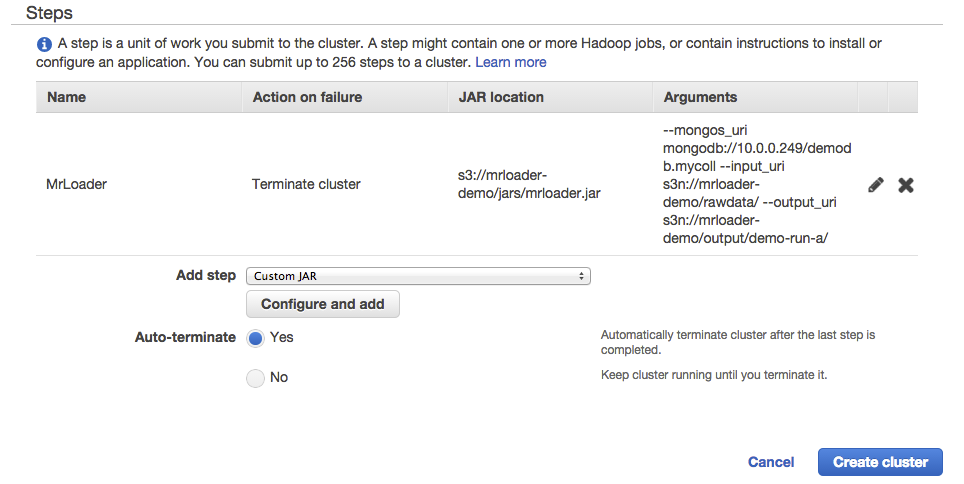 Steps
A step is a unit of work you submit to the cluster. A step might contain one or more Hadoop jobs, or contain instructions to install or
configure an application. You can submit up to 256 steps to a cluster. Learn more
Name Action on failure JAR location Arguments
MrLoader
Terminate cluster
s3://mrloader-
demo/jars/mrloader.jar
--mongos_uri
mongodb://10.0.0.249/demod
b.mycoll --input_uri
s3n://mrloader-
demo/rawdata/ --output_uri
s3n://mrloader-
demo/output/demo-run-a/
Add step Custom JAR
Configure and add
Auto-terminate Yes
Automatically terminate cluster after the last step is
completed.
No Keep cluster running until you terminate it.
Cancel Create cluster